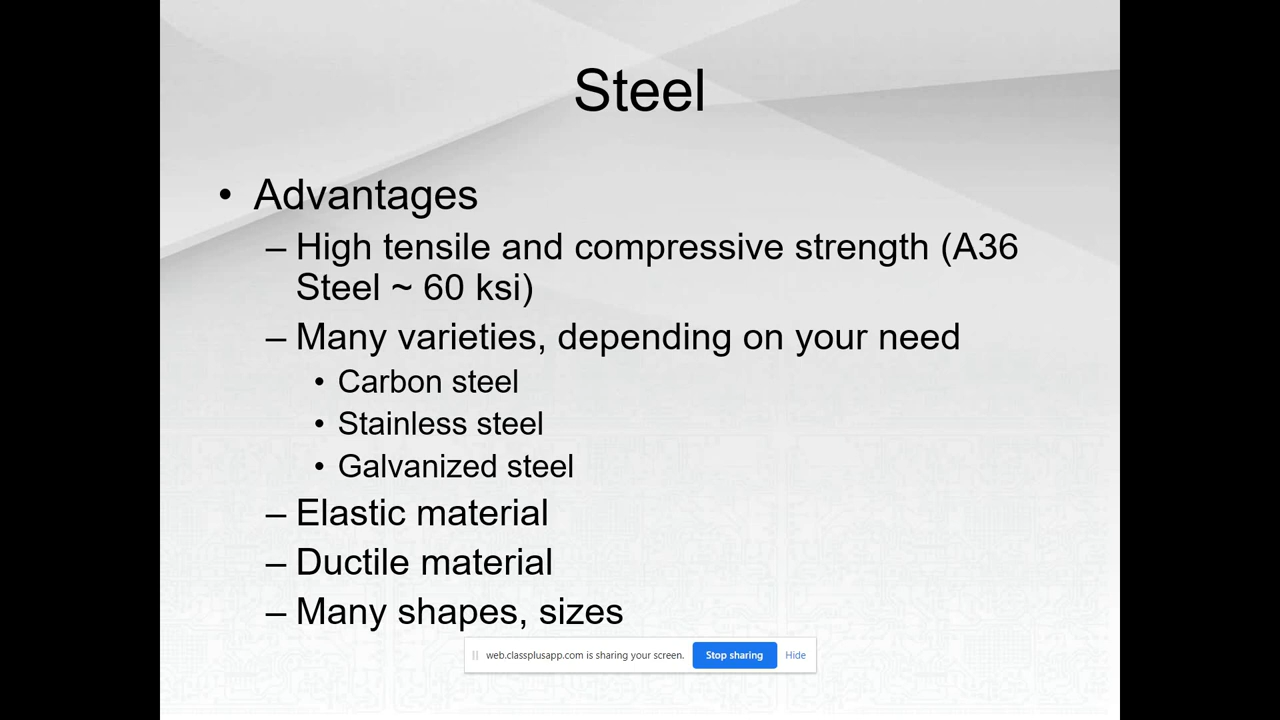 Steel
• Advantages
– High tensile and compressive strength (A36
Steel ~ 60 ksi)
– Many varieties, depending on your need
• Carbon steel
• Stainless steel
• Galvanized steel
– Elastic material
– Ductile material
– Many shapes, sizes
web.classplusapp.com is sharing your screen. Stop sharing Hide